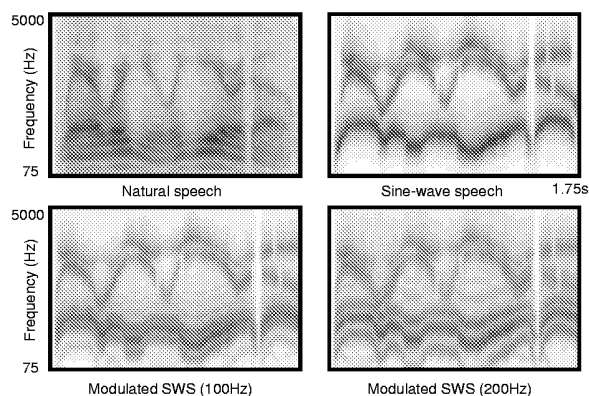 5000
Frequency (Hz)
75
Natural speech
Sine-wave speech
1.75s
5000
Frequency (Hz)
75
Modulated SWS (100Hz)
Modulated SWS (200Hz)